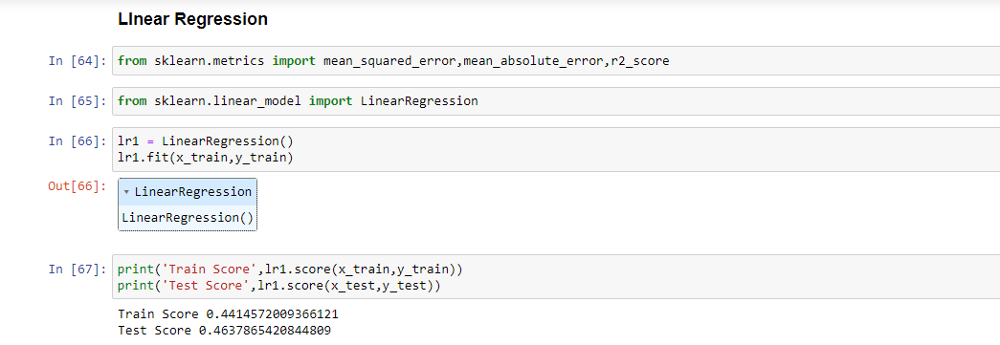 LInear Regression
In [64]: from sklearn.metrics import mean_squared_error,mean_absolute_error,r2_score
In [65]: from sklearn.linear_model import LinearRegression
In [66]: lr1 = LinearRegression()
lr1.fit(x_train,y_train)
Out[66]: ▾ LinearRegression
LinearRegression()
In [67]: print('Train Score',lr1.score(x_train,y_train))
print('Test Score',lr1.score(x_test,y_test))
Train Score 0.4414572009366121
Test Score 0.4637865420844809